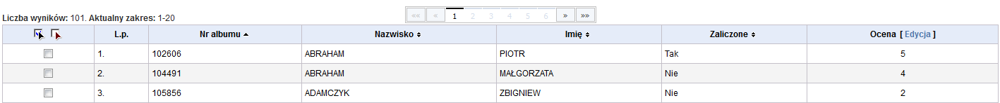 Liczba wyników: 101. Aktualny zakres: 1-20
«« « 1 2 3 4 5 6 » »»
L.p. Nr albumu Nazwisko Imię Zaliczone Ocena [ Edycja ]
1. 102606 ABRAHAM PIOTR Tak 5
2. 104491 ABRAHAM MAŁGORZATA Nie 4
3. 105856 ADAMCZYK ZBIGNIEW Nie 2